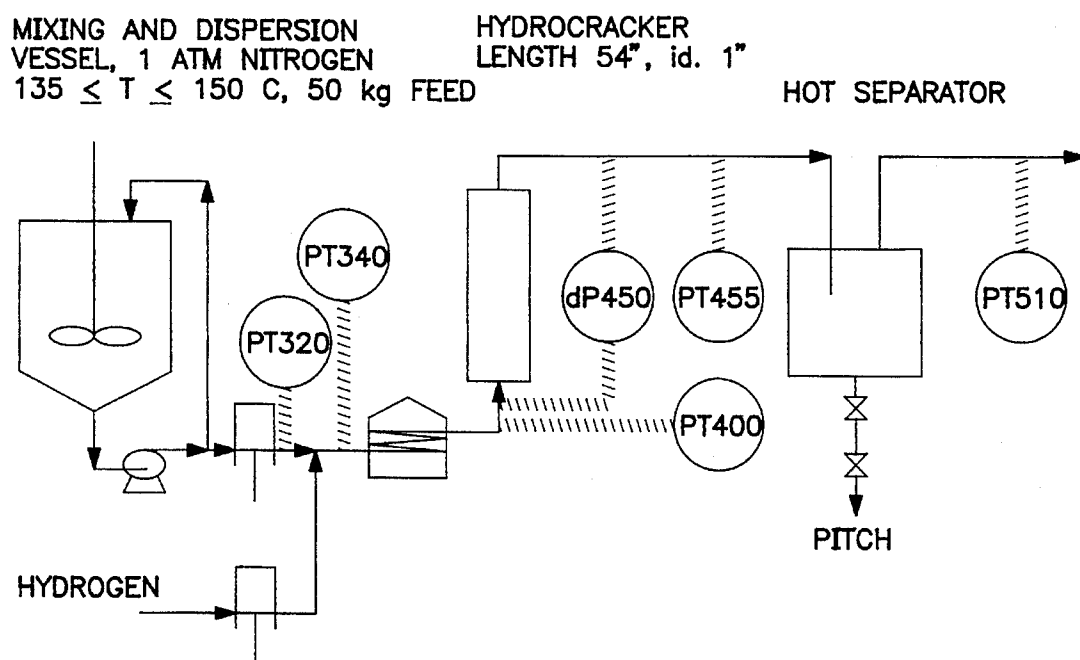 MIXING AND DISPERSION
VESSEL, 1 ATM NITROGEN
135 ≤ T ≤ 150 C, 50 kg FEED
HYDROCRACKER
LENGTH 54", id. 1"
HOT SEPARATOR
PT340
PT320
dP450
PT455
PT510
PT400
PITCH
HYDROGEN